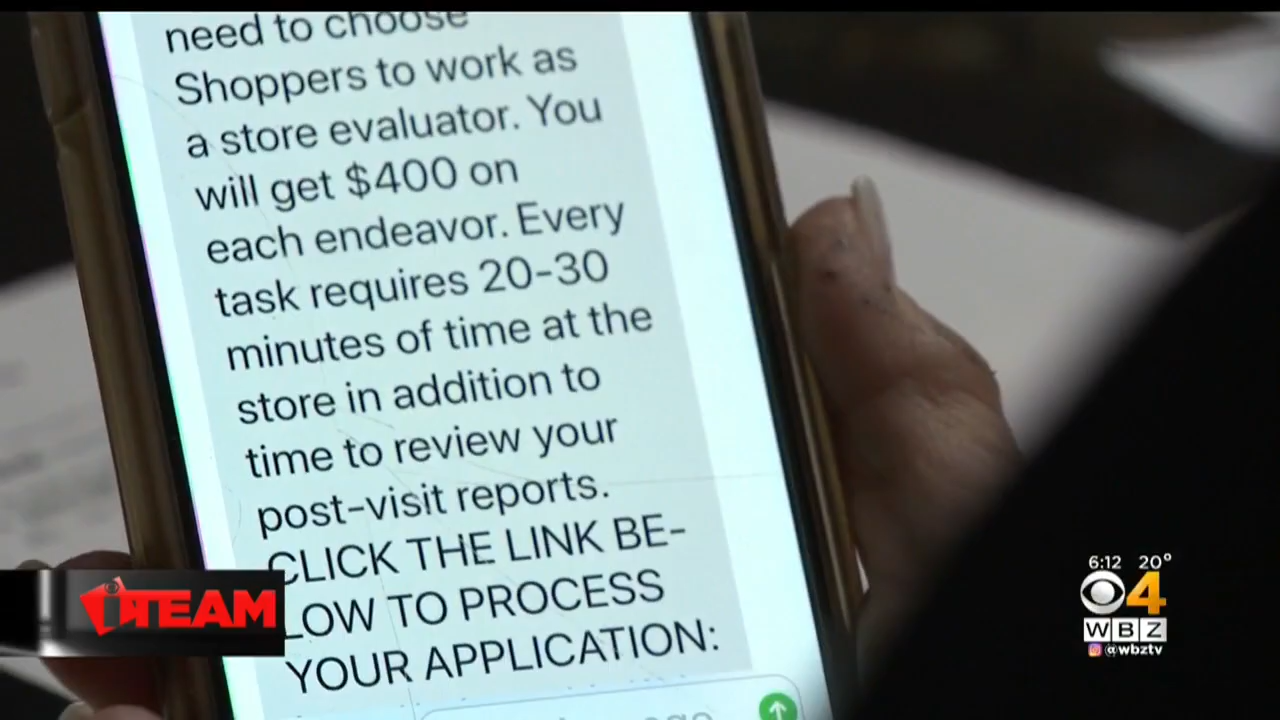 need to choose
Shoppers to work as
a store evaluator. You
will get $400 on
each endeavor. Every
task requires 20-30
minutes of time at the
store in addition to
time to review your
post-visit reports.
CLICK THE LINK BE-
LOW TO PROCESS
YOUR APPLICATION:
iTEAM
6:12 20°
4
WBZ
@wbztv